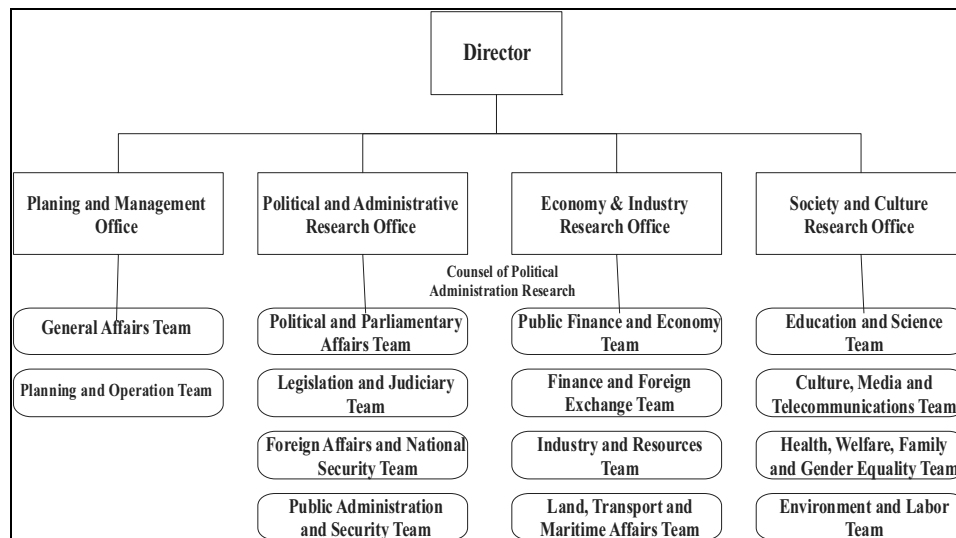 Director
Planing and Management
Office
Political and Administrative
Research Office
Economy & Industry
Research Office
Society and Culture
Research Office
Counsel of Political
Administration Research
General Affairs Team
Political and Parliamentary
Affairs Team
Public Finance and Economy
Team
Education and Science
Team
Planning and Operation Team
Legislation and Judiciary
Team
Finance and Foreign
Exchange Team
Culture, Media and
Telecommunications Team
Foreign Affairs and National
Security Team
Industry and Resources
Team
Health, Welfare, Family
and Gender Equality Team
Public Administration
and Security Team
Land, Transport and
Maritime Affairs Team
Environment and Labor
Team